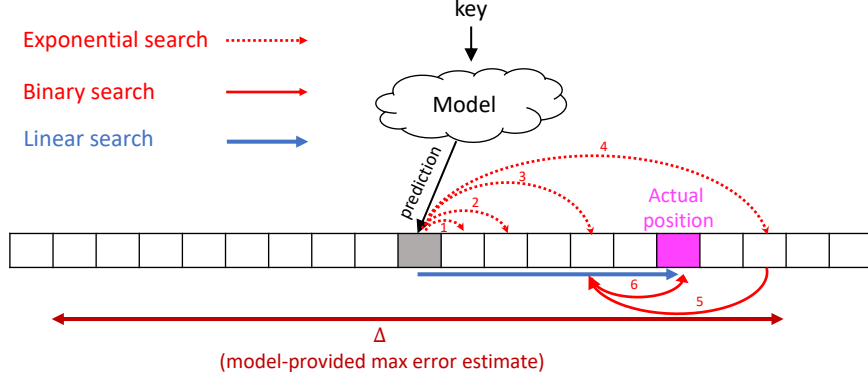 key
Exponential search
Binary search
Linear search
Model
prediction
1
2
3
4
Actual
position
6
5
Δ
(model-provided max error estimate)